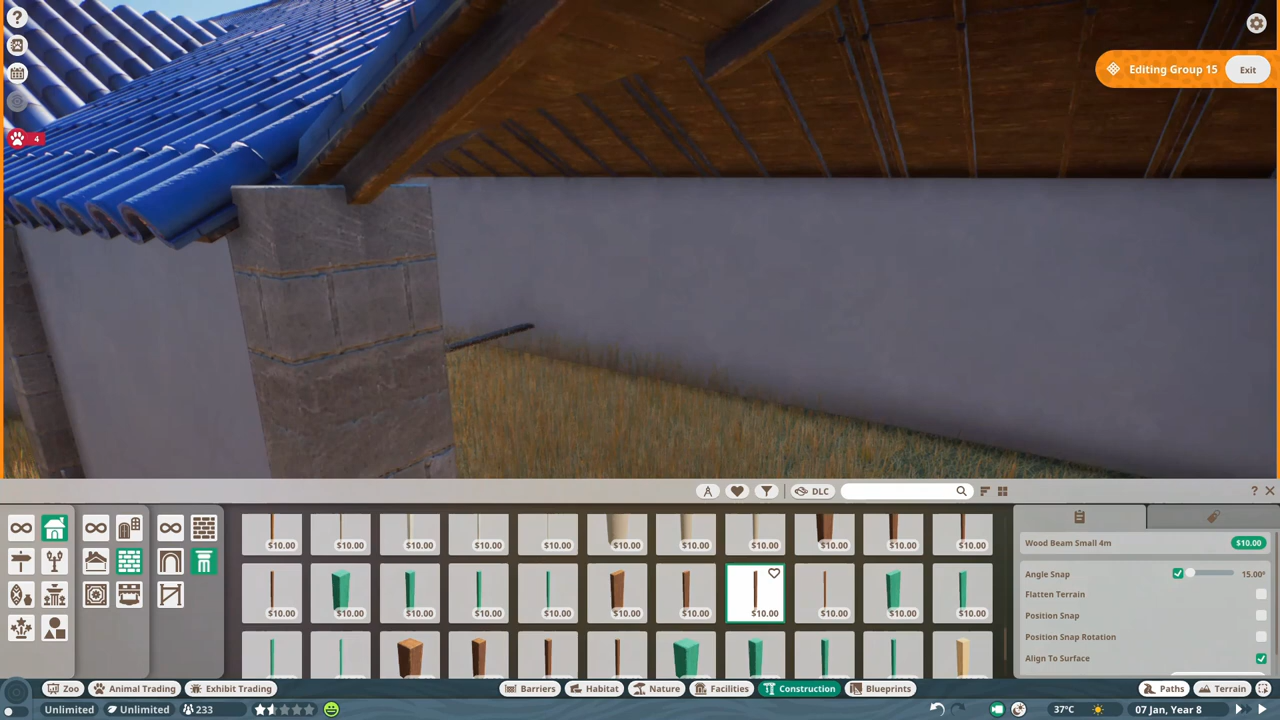 ?
Editing Group 15
Exit
4
DLC
? ×
$10.00 $10.00 $10.00 $10.00 $10.00 $10.00 $10.00 $10.00 $10.00 $10.00 $10.00
Wood Beam Small 4m
$10.00
Angle Snap
15.00°
Flatten Terrain
$10.00 $10.00 $10.00 $10.00 $10.00 $10.00 $10.00 $10.00 $10.00 $10.00 $10.00
Position Snap
Position Snap Rotation
Align To Surface
Zoo
Animal Trading
Exhibit Trading
Barriers
Habitat
Nature
Facilities
Construction
Blueprints
Paths
Terrain
Unlimited
Unlimited
233
37°C
07 Jan, Year 8